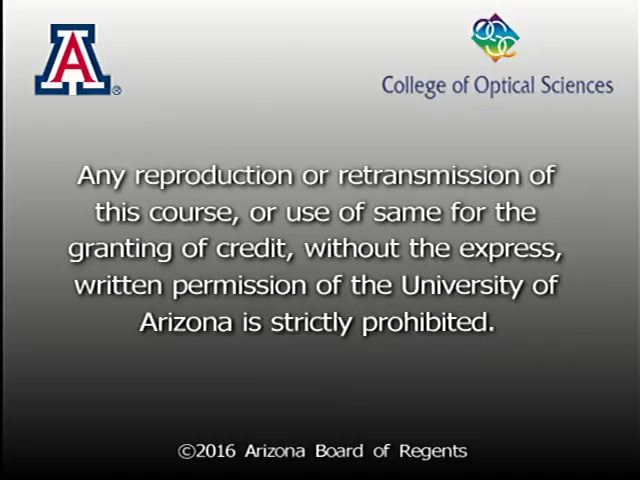 A®
College of Optical Sciences
Any reproduction or retransmission of
this course, or use of same for the
granting of credit, without the express,
written permission of the University of
Arizona is strictly prohibited.
©2016 Arizona Board of Regents